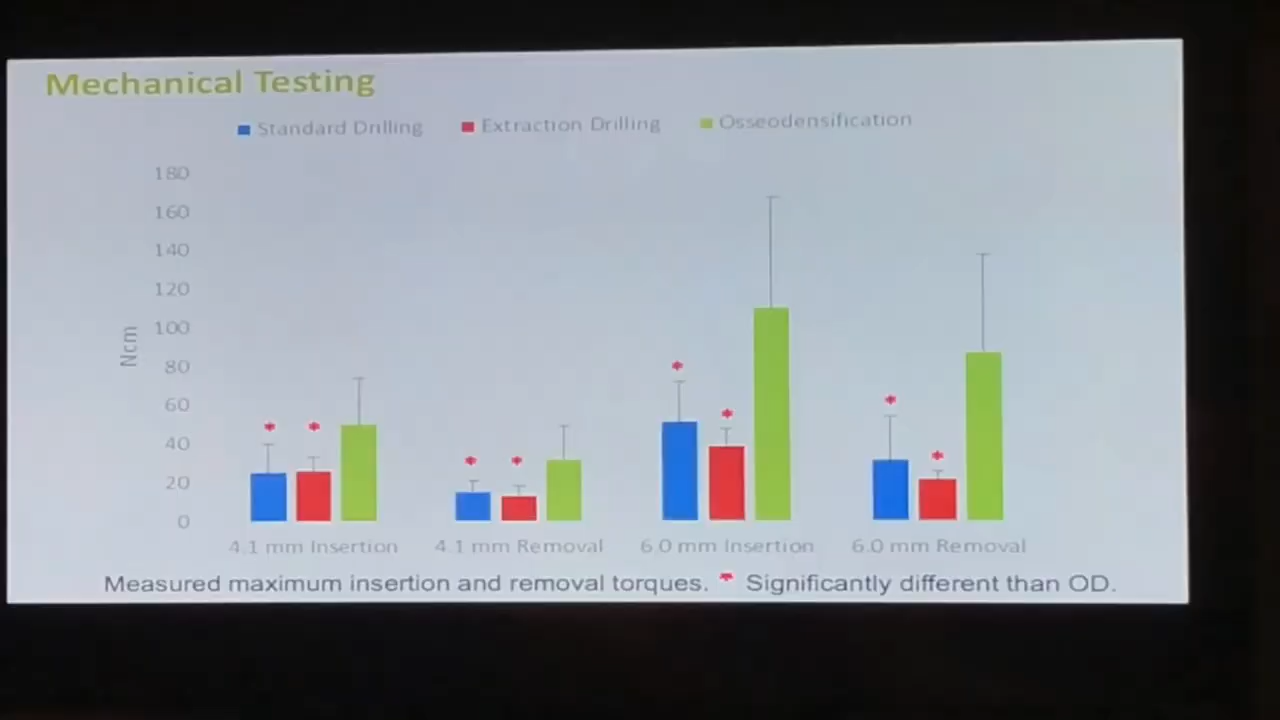 Mechanical Testing
Standard Drilling Extraction Drilling Osseodensification
180
160
140
120
100
80
60
40
20
0
Ncm
* * * * * * * *
4.1 mm Insertion 4.1 mm Removal 6.0 mm Insertion 6.0 mm Removal
Measured maximum insertion and removal torques. * Significantly different than OD.